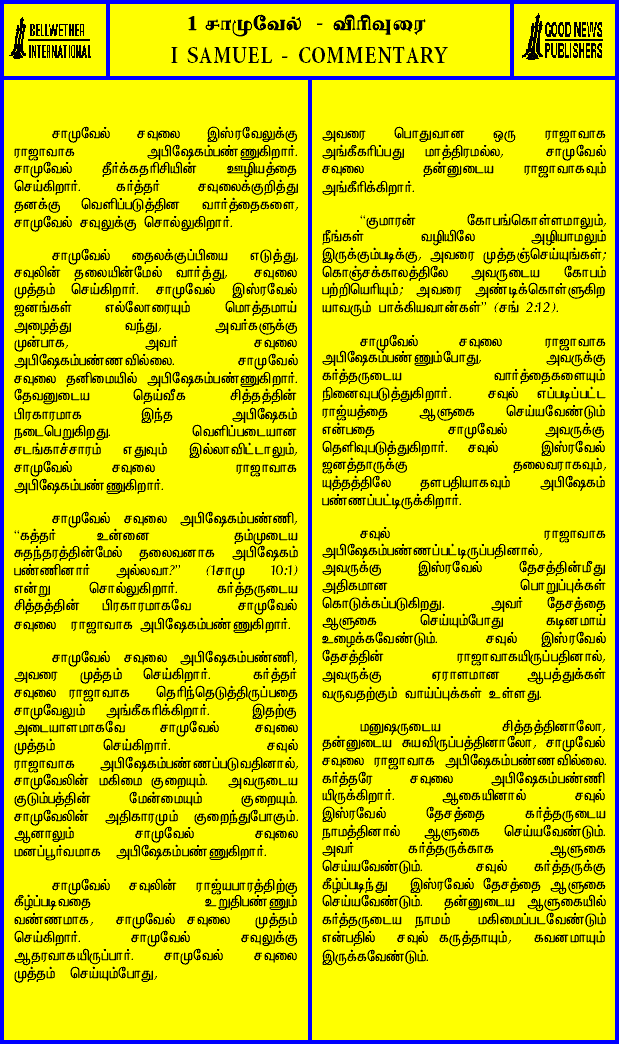 BELLWETHER
INTERNATIONAL
1 சாமுவேல் - விரிவுரை
I SAMUEL - COMMENTARY
GOOD NEWS
PUBLISHERS
சாமுவேல் சவுலை இஸ்ரவேலுக்கு
ராஜாவாக அபிஷேகம்பண்ணுகிறார்.
சாமுவேல் தீர்க்கதரிசியின் ஊழியத்தை
செய்கிறார். கர்த்தர் சவுலைக்குறித்து
தனக்கு வெளிப்படுத்தின வார்த்தைகளை,
சாமுவேல் சவுலுக்கு சொல்லுகிறார்.
சாமுவேல் தைலக்குப்பியை எடுத்து,
சவுலின் தலையின்மேல் வார்த்து, சவுலை
முத்தம் செய்கிறார். சாமுவேல் இஸ்ரவேல்
ஜனங்கள் எல்லோரையும் மொத்தமாய்
அழைத்து வந்து, அவர்களுக்கு
முன்பாக, அவர் சவுலை
அபிஷேகம்பண்ணவில்லை. சாமுவேல்
சவுலை தனிமையில் அபிஷேகம்பண்ணுகிறார்.
தேவனுடைய தெய்வீக சித்தத்தின்
பிரகாரமாக இந்த அபிஷேகம்
நடைபெறுகிறது. வெளிப்படையான
சடங்காச்சாரம் எதுவும் இல்லாவிட்டாலும்,
சாமுவேல் சவுலை ராஜாவாக
அபிஷேகம்பண்ணுகிறார்.
சாமுவேல் சவுலை அபிஷேகம்பண்ணி,
“கத்தர் உன்னை தம்முடைய
சுதந்தரத்தின்மேல் தலைவனாக அபிஷேகம்
பண்ணினார் அல்லவா?” (1சாமு 10:1)
என்று சொல்லுகிறார். கர்த்தருடைய
சித்தத்தின் பிரகாரமாகவே சாமுவேல்
சவுலை ராஜாவாக அபிஷேகம்பண்ணுகிறார்.
சாமுவேல் சவுலை அபிஷேகம்பண்ணி,
அவரை முத்தம் செய்கிறார். கர்த்தர்
சவுலை ராஜாவாக தெரிந்தெடுத்திருப்பதை
சாமுவேலும் அங்கீகரிக்கிறார். இதற்கு
அடையாளமாகவே சாமுவேல் சவுலை
முத்தம் செய்கிறார். சவுல்
ராஜாவாக அபிஷேகம்பண்ணப்படுவதினால்,
சாமுவேலின் மகிமை குறையும். அவருடைய
குடும்பத்தின் மேன்மையும் குறையும்.
சாமுவேலின் அதிகாரமும் குறைந்துபோகும்.
ஆனாலும் சாமுவேல் சவுலை
மனப்பூர்வமாக அபிஷேகம்பண்ணுகிறார்.
சாமுவேல் சவுலின் ராஜ்யபாரத்திற்கு
கீழ்ப்படிவதை உறுதிபண்ணும்
வண்ணமாக, சாமுவேல் சவுலை முத்தம்
செய்கிறார். சாமுவேல் சவுலுக்கு
ஆதரவாகயிருப்பார். சாமுவேல் சவுலை
முத்தம் செய்யும்போது,
அவரை பொதுவான ஒரு ராஜாவாக
அங்கீகரிப்பது மாத்திரமல்ல, சாமுவேல்
சவுலை தன்னுடைய ராஜாவாகவும்
அங்கீரிக்கிறார்.
“குமாரன் கோபங்கொள்ளமாலும்,
நீங்கள் வழியிலே அழியாமலும்
இருக்கும்படிக்கு, அவரை முத்தஞ்செய்யுங்கள்;
கொஞ்சக்காலத்திலே அவருடைய கோபம்
பற்றியெரியும்; அவரை அண்டிக்கொள்ளுகிற
யாவரும் பாக்கியவான்கள்” (சங் 2:12).
சாமுவேல் சவுலை ராஜாவாக
அபிஷேகம்பண்ணும்போது, அவருக்கு
கர்த்தருடைய வார்த்தைகளையும்
நினைவுபடுத்துகிறார். சவுல் எப்படிப்பட்ட
ராஜ்யத்தை ஆளுகை செய்யவேண்டும்
என்பதை சாமுவேல் அவருக்கு
தெளிவுபடுத்துகிறார். சவுல் இஸ்ரவேல்
ஜனத்தாருக்கு தலைவராகவும்,
யுத்தத்திலே தளபதியாகவும் அபிஷேகம்
பண்ணப்பட்டிருக்கிறார்.
சவுல் ராஜாவாக
அபிஷேகம்பண்ணப்பட்டிருப்பதினால்,
அவருக்கு இஸ்ரவேல் தேசத்தின்மீது
அதிகமான பொறுப்புக்கள்
கொடுக்கப்படுகிறது. அவர் தேசத்தை
ஆளுகை செய்யும்போது கடினமாய்
உழைக்கவேண்டும். சவுல் இஸ்ரவேல்
தேசத்தின் ராஜாவாகயிருப்பதினால்,
அவருக்கு ஏராளமான ஆபத்துக்கள்
வருவதற்கும் வாய்ப்புக்கள் உள்ளது.
மனுஷருடைய சித்தத்தினாலோ,
தன்னுடைய சுயவிருப்பத்தினாலோ, சாமுவேல்
சவுலை ராஜாவாக அபிஷேகம்பண்ணவில்லை.
கர்த்தரே சவுலை அபிஷேகம்பண்ணி
யிருக்கிறார். ஆகையினால் சவுல்
இஸ்ரவேல் தேசத்தை கர்த்தருடைய
நாமத்தினால் ஆளுகை செய்யவேண்டும்.
அவர் கர்த்தருக்காக ஆளுகை
செய்யவேண்டும். சவுல் கர்த்தருக்கு
கீழ்ப்படிந்து இஸ்ரவேல் தேசத்தை ஆளுகை
செய்யவேண்டும். தன்னுடைய ஆளுகையில்
கர்த்தருடைய நாமம் மகிமைப்படவேண்டும்
என்பதில் சவுல் கருத்தாயும், கவனமாயும்
இருக்கவேண்டும்.